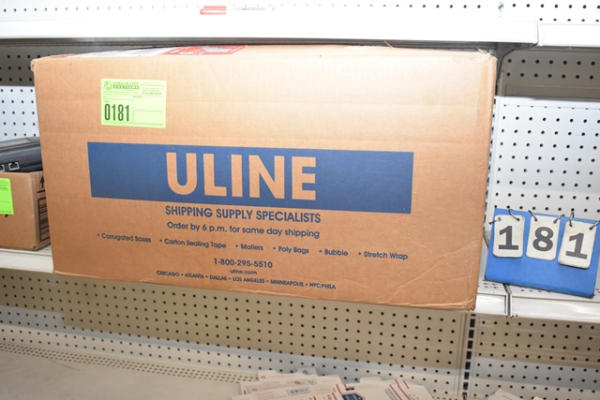 0181
ULINE
SHIPPING SUPPLY SPECIALISTS
Order by 6 p.m. for same day shipping
• Corrugated Boxes • Carton Sealing Tape • Mailers • Poly Bags • Bubble • Stretch Wrap
1-800-295-5510
uline.com
CHICAGO • ATLANTA • DALLAS • LOS ANGELES • MINNEAPOLIS • NYC/PHILA
181